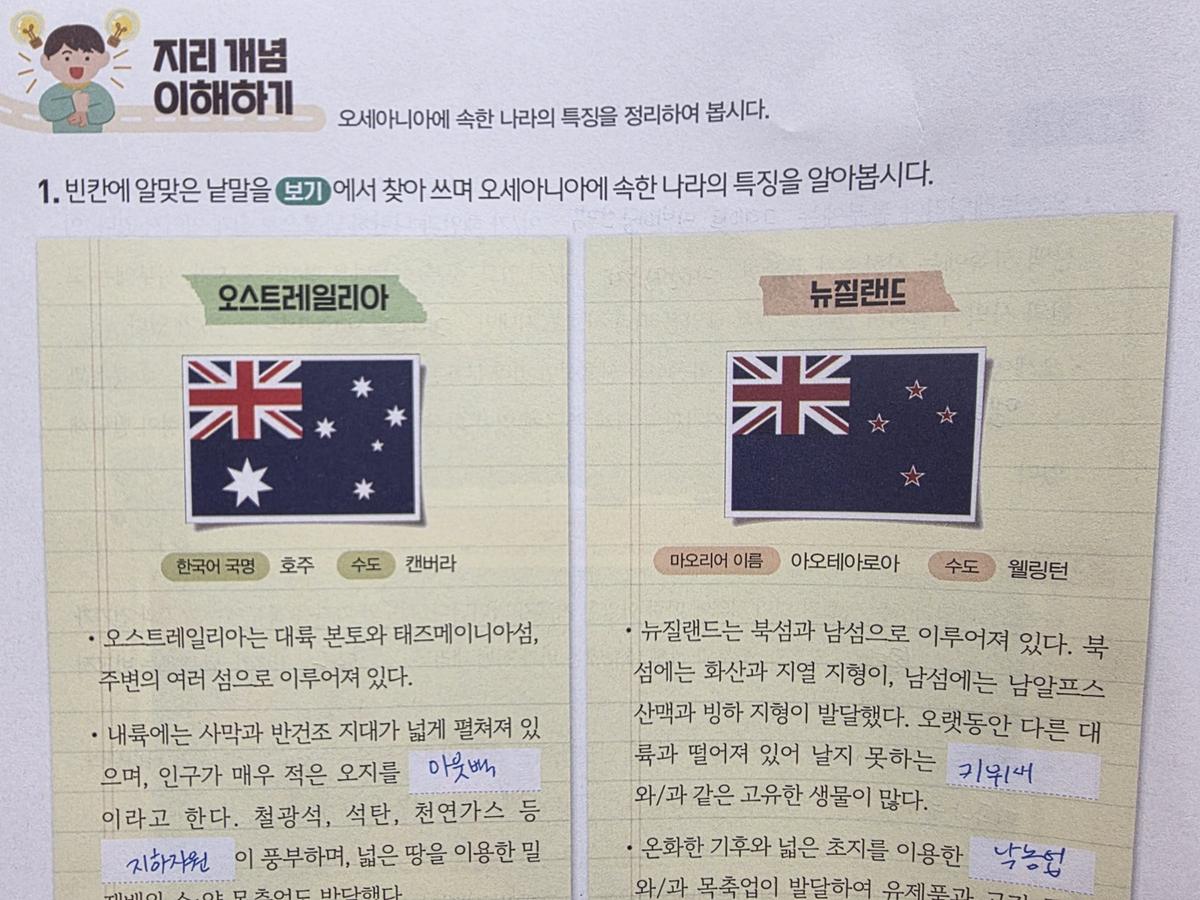 지리 개념
이해하기
오세아니아에 속한 나라의 특징을 정리하여 봅시다.
1. 빈칸에 알맞은 낱말을 보기 에서 찾아 쓰며 오세아니아에 속한 나라의 특징을 알아봅시다.
오스트레일리아
한국어 국명 호주 수도 캔버라
• 오스트레일리아는 대륙 본토와 태즈메이니아섬,
주변의 여러 섬으로 이루어져 있다.
• 내륙에는 사막과 반건조 지대가 넓게 펼쳐져 있
으며, 인구가 매우 적은 오지를 아웃백
이라고 한다. 철광석, 석탄, 천연가스 등
지하자원 이 풍부하며, 넓은 땅을 이용한 밀
재배와 소·양 목축업도 발달했다.
뉴질랜드
마오리어 이름 아오테아로아 수도 웰링턴
• 뉴질랜드는 북섬과 남섬으로 이루어져 있다. 북
섬에는 화산과 지열 지형이, 남섬에는 남알프스
산맥과 빙하 지형이 발달했다. 오랫동안 다른 대
륙과 떨어져 있어 날지 못하는 키위새
와/과 같은 고유한 생물이 많다.
• 온화한 기후와 넓은 초지를 이용한 낙농업
와/과 목축업이 발달하여 유제품과